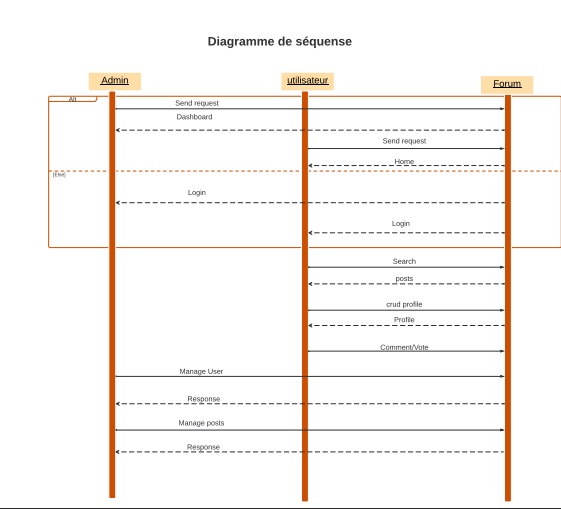 Diagramme de séquense
Admin
utilisateur
Forum
Alt
Send request
Dashboard
Send request
Home
[Else]
Login
Login
Search
posts
crud profile
Profile
Comment/Vote
Manage User
Response
Manage posts
Response